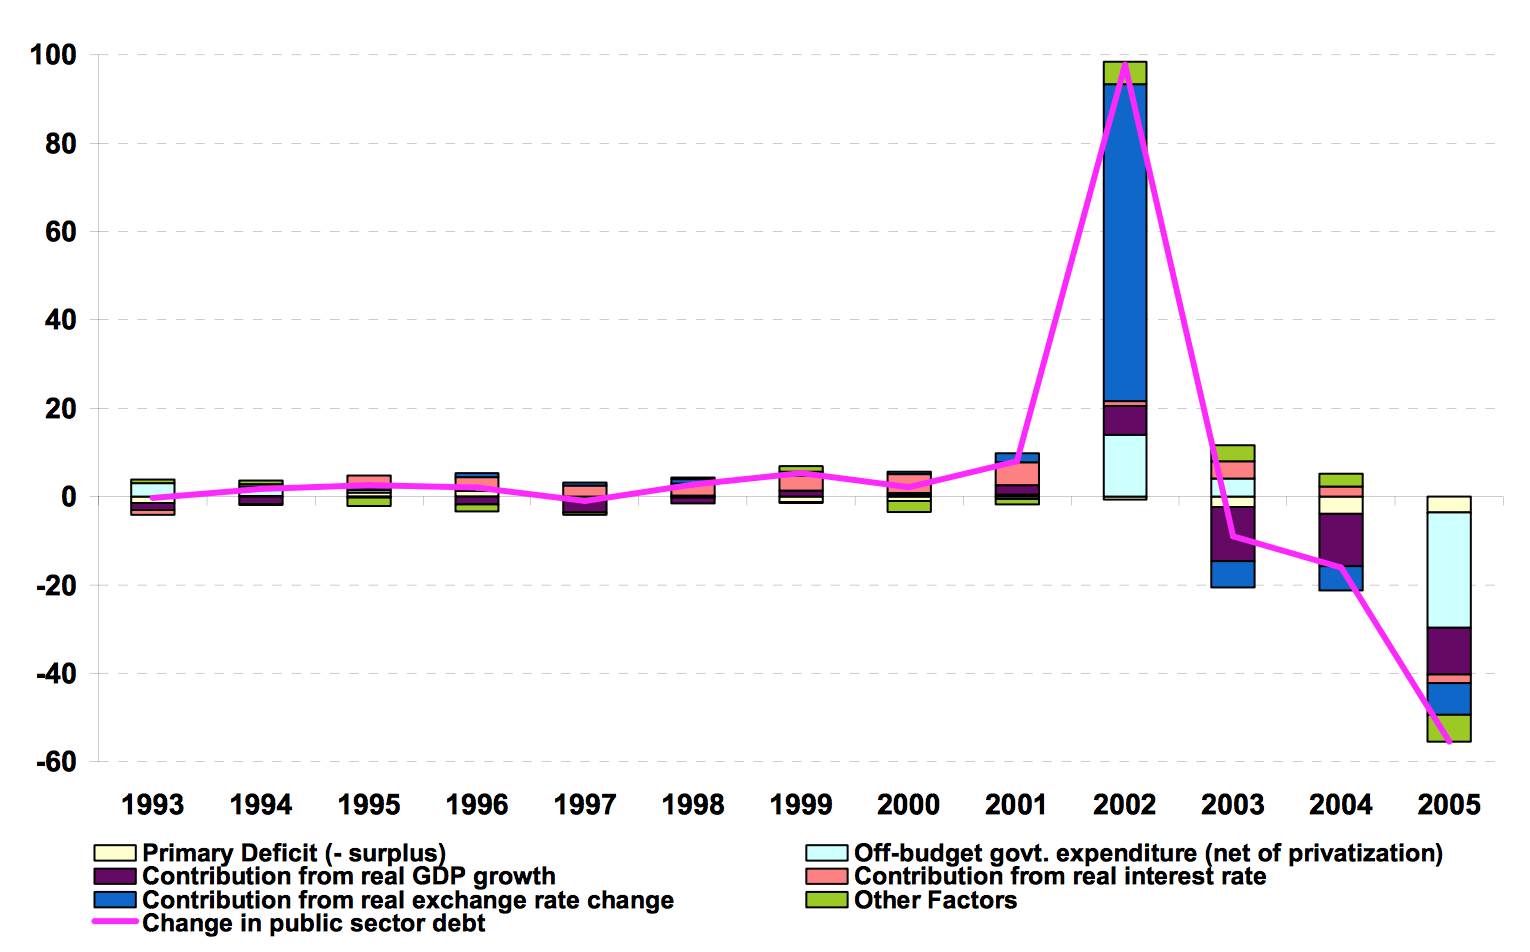 100
80
60
40
20
0
-20
-40
-60
1993 1994 1995 1996 1997 1998 1999 2000 2001 2002 2003 2004 2005
Primary Deficit (- surplus) Off-budget govt. expenditure (net of privatization)
Contribution from real GDP growth Contribution from real interest rate
Contribution from real exchange rate change Other Factors
Change in public sector debt